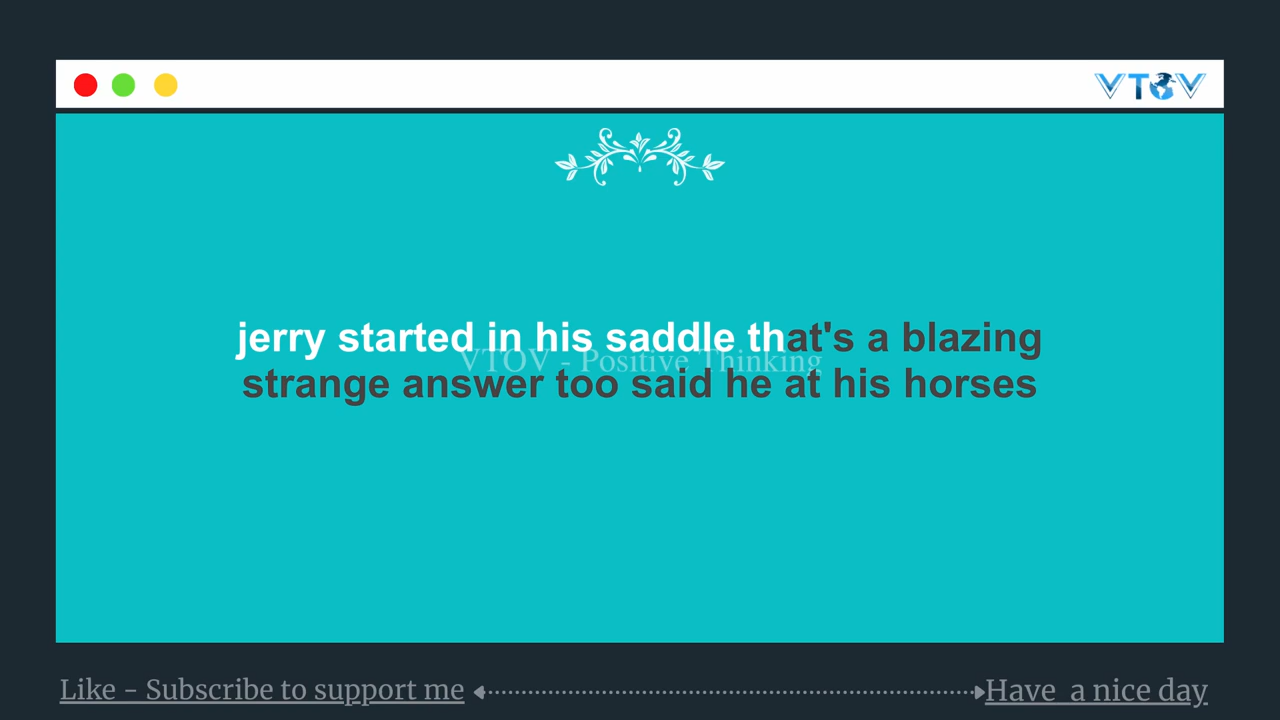 VTOV
jerry started in his saddle that's a blazing
VTOV - Positive Thinking
strange answer too said he at his horses
Like - Subscribe to support me
Have a nice day